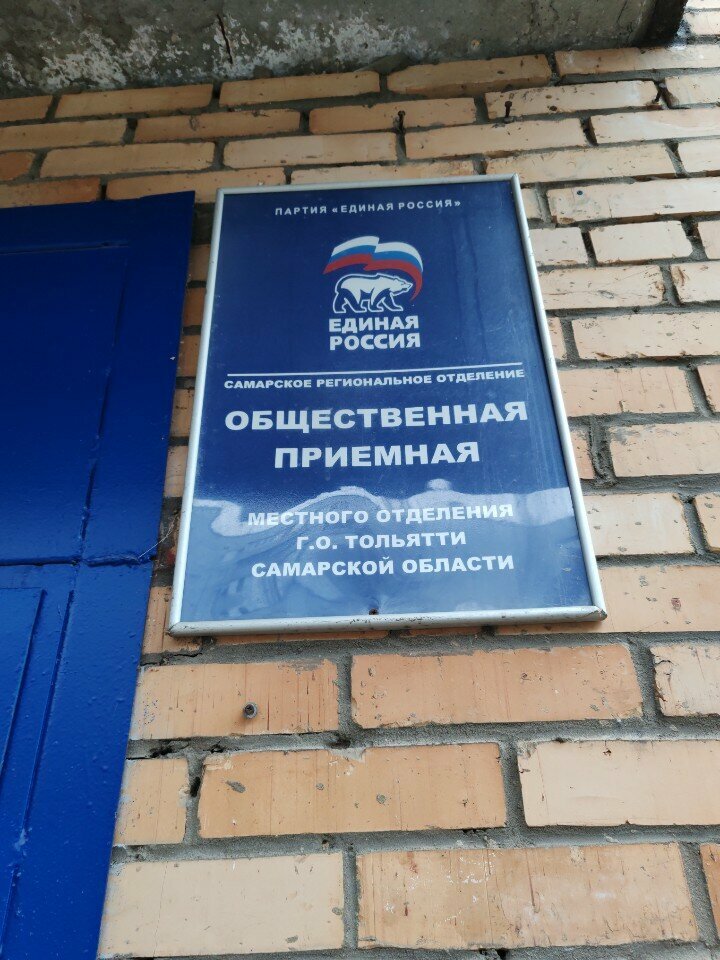 ПАРТИЯ «ЕДИНАЯ РОССИЯ»
ЕДИНАЯ
РОССИЯ
САМАРСКОЕ РЕГИОНАЛЬНОЕ ОТДЕЛЕНИЕ
ОБЩЕСТВЕННАЯ
ПРИЕМНАЯ
МЕСТНОГО ОТДЕЛЕНИЯ
Г.О. ТОЛЬЯТТИ
САМАРСКОЙ ОБЛАСТИ